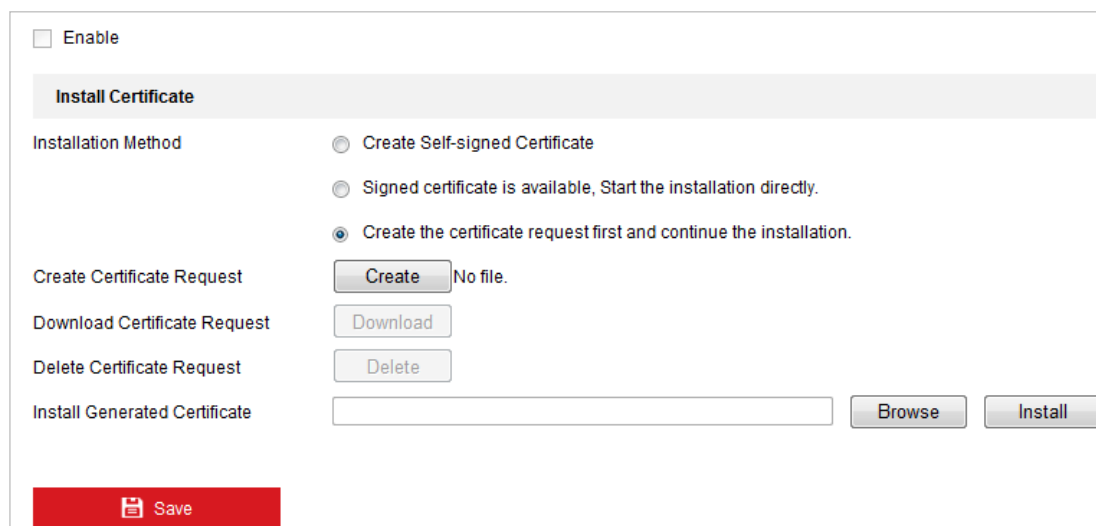 Enable
Install Certificate
Installation Method
Create Self-signed Certificate
Signed certificate is available, Start the installation directly.
Create the certificate request first and continue the installation.
Create Certificate Request Create No file.
Download Certificate Request Download
Delete Certificate Request Delete
Install Generated Certificate Browse Install
Save